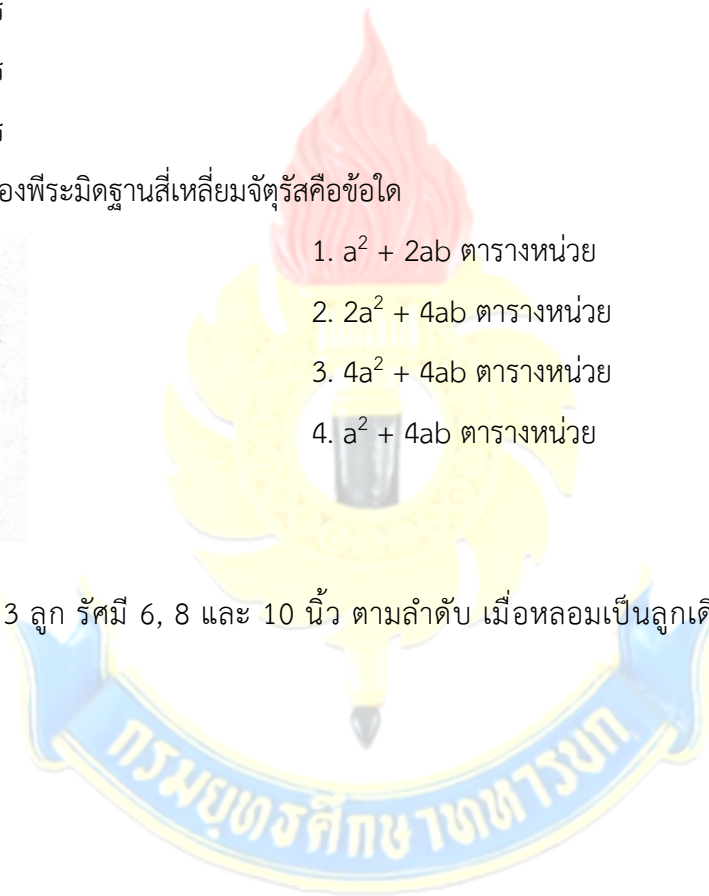 องพีระมิดฐานสี่เหลี่ยมจัตุรัสคือข้อใด
1. a² + 2ab ตารางหน่วย
2. 2a² + 4ab ตารางหน่วย
3. 4a² + 4ab ตารางหน่วย
4. a² + 4ab ตารางหน่วย
3 ลูก รัศมี 6, 8 และ 10 นิ้ว ตามลำดับ เมื่อหลอมเป็นลูกเดี
กรมยุทธศึกษาทหารบก